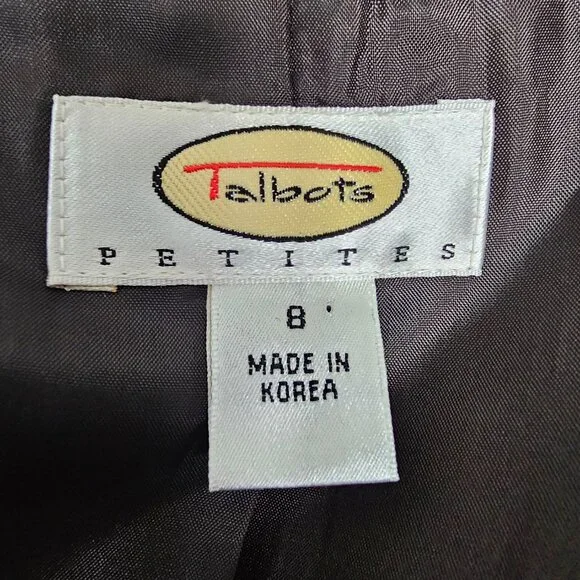 Talbots
PETITES
8
MADE IN
KOREA